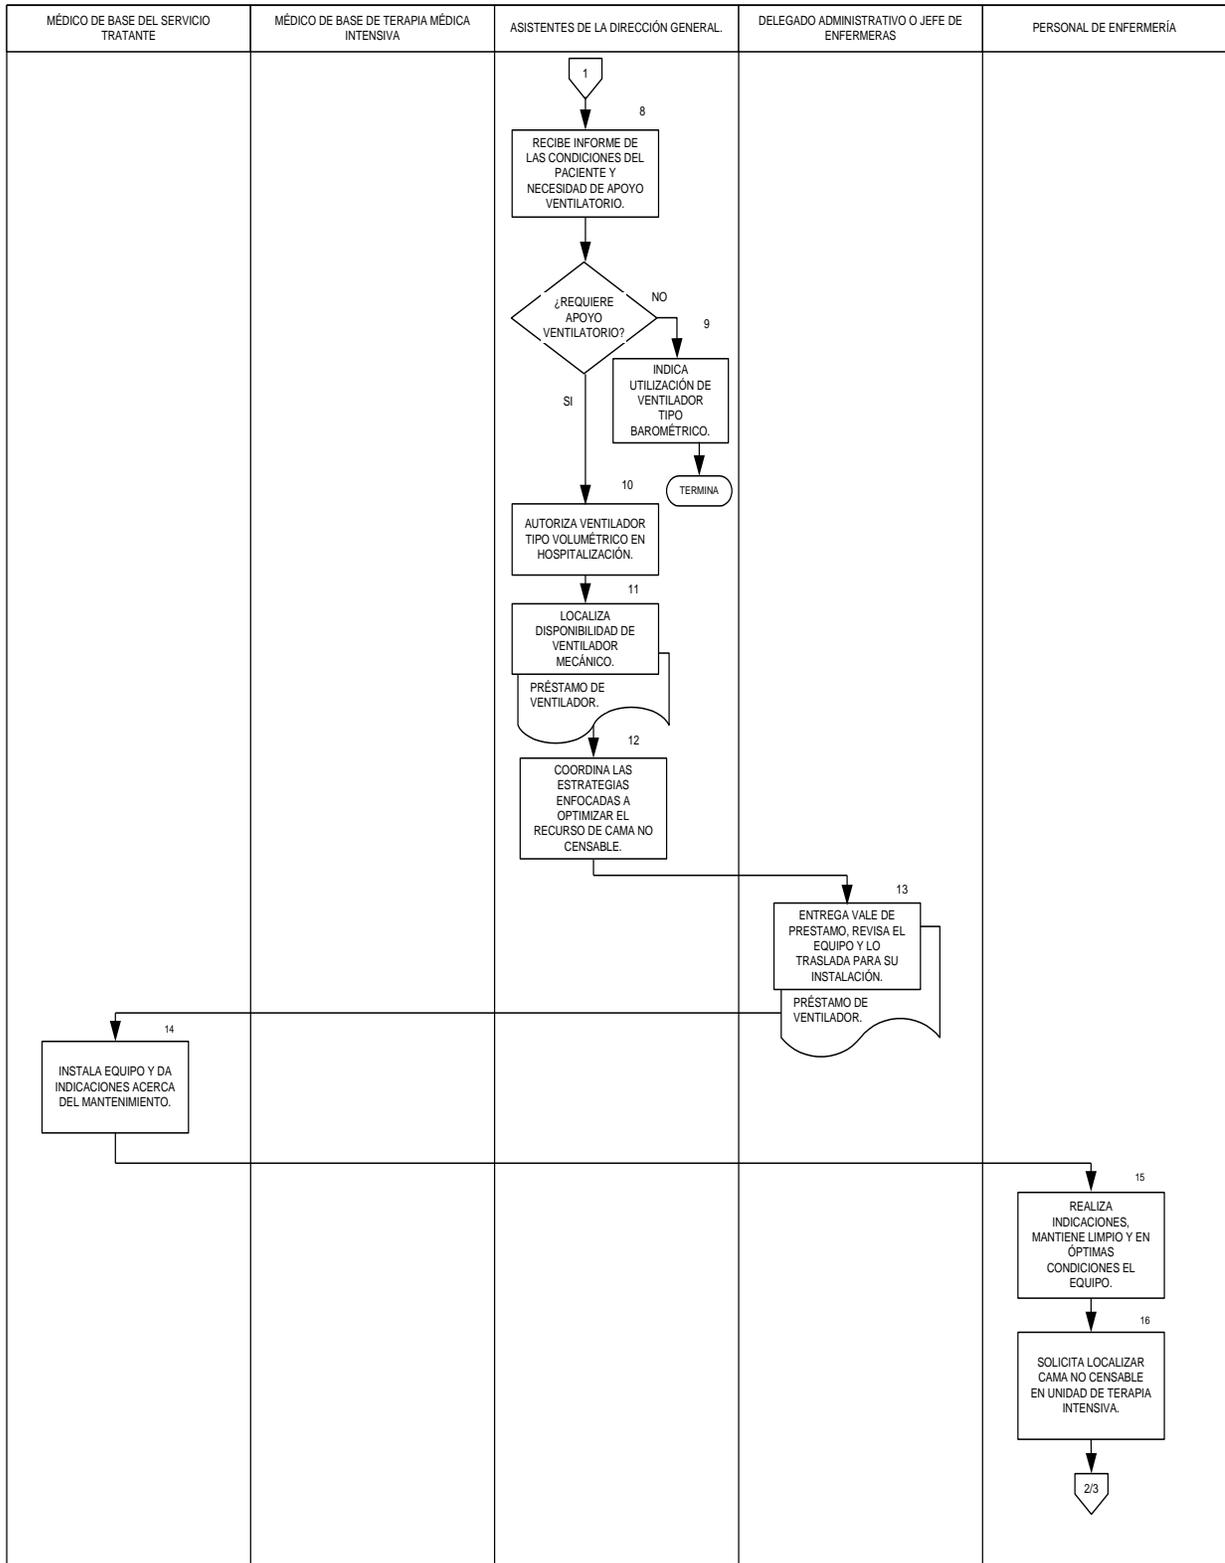 MÉDICO DE BASE DEL SERVICIO
TRATANTE
MÉDICO DE BASE DE TERAPIA MÉDICA
INTENSIVA
ASISTENTES DE LA DIRECCIÓN GENERAL.
DELEGADO ADMINISTRATIVO O JEFE DE
ENFERMERAS
PERSONAL DE ENFERMERÍA
1
8
RECIBE INFORME DE
LAS CONDICIONES DEL
PACIENTE Y
NECESIDAD DE APOYO
VENTILATORIO.
¿REQUIERE
APOYO
VENTILATORIO?
NO
9
INDICA
UTILIZACIÓN DE
VENTILADOR
TIPO
BAROMÉTRICO.
SI
TERMINA
10
AUTORIZA VENTILADOR
TIPO VOLUMÉTRICO EN
HOSPITALIZACIÓN.
11
LOCALIZA
DISPONIBILIDAD DE
VENTILADOR
MECÁNICO.
PRÉSTAMO DE
VENTILADOR.
12
COORDINA LAS
ESTRATEGIAS
ENFOCADAS A
OPTIMIZAR EL
RECURSO DE CAMA NO
CENSABLE.
13
ENTREGA VALE DE
PRESTAMO, REVISA EL
EQUIPO Y LO
TRASLADA PARA SU
INSTALACIÓN.
PRÉSTAMO DE
VENTILADOR.
14
INSTALA EQUIPO Y DA
INDICACIONES ACERCA
DEL MANTENIMIENTO.
15
REALIZA
INDICACIONES,
MANTIENE LIMPIO Y EN
ÓPTIMAS
CONDICIONES EL
EQUIPO.
16
SOLICITA LOCALIZAR
CAMA NO CENSABLE
EN UNIDAD DE TERAPIA
INTENSIVA.
2/3